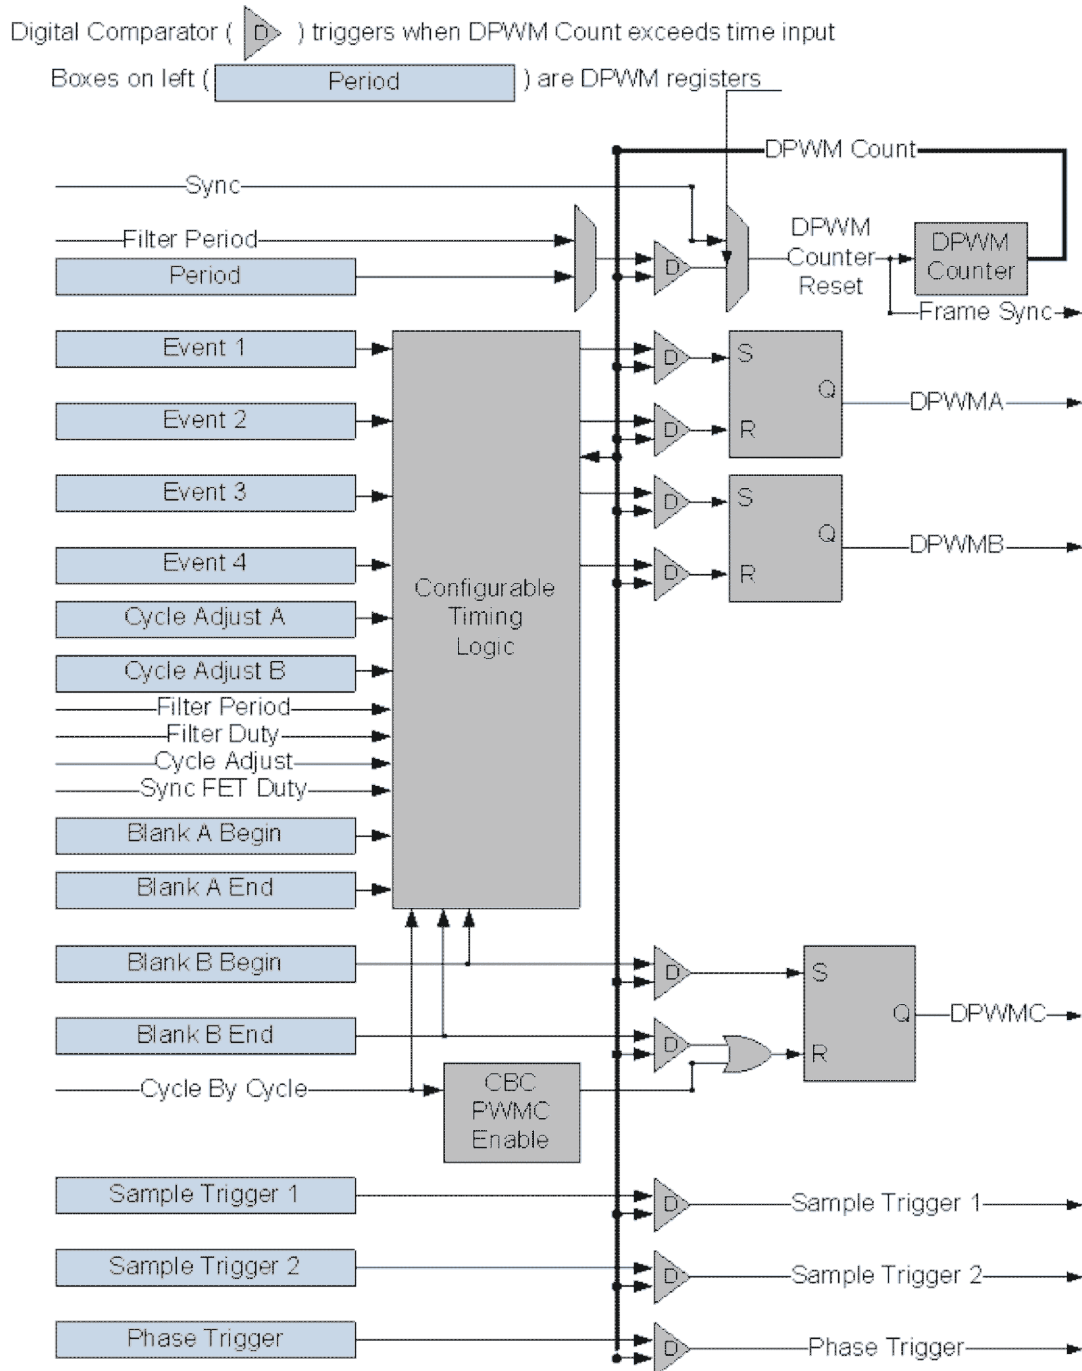 Digital Comparator ( D ) triggers when DPWM Count exceeds time input
Boxes on left ( Period ) are DPWM registers
DPWM Count
Sync
Filter Period
Period
D
DPWM
Counter
Reset
DPWM
Counter
Frame Sync
Event 1
D
S
Q
DPWMA
Event 2
D
R
Event 3
D
S
Q
DPWMB
Event 4
D
R
Configurable
Timing
Logic
Cycle Adjust A
Cycle Adjust B
Filter Period
Filter Duty
Cycle Adjust
Sync FET Duty
Blank A Begin
Blank A End
Blank B Begin
D
S
Q
DPWMC
Blank B End
D
R
Cycle By Cycle
CBC
PWMC
Enable
Sample Trigger 1
D
Sample Trigger 1
Sample Trigger 2
D
Sample Trigger 2
Phase Trigger
D
Phase Trigger